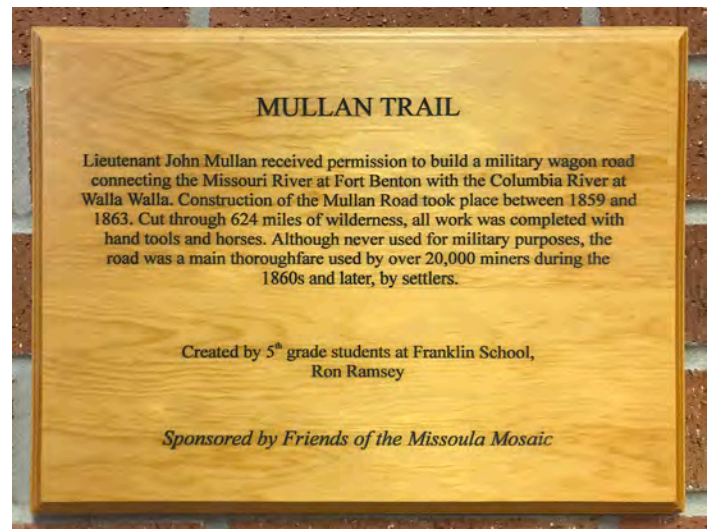 MULLAN TRAIL
Lieutenant John Mullan received permission to build a military wagon road
connecting the Missouri River at Fort Benton with the Columbia River at
Walla Walla. Construction of the Mullan Road took place between 1859 and
1863. Cut through 624 miles of wilderness, all work was completed with
hand tools and horses. Although never used for military purposes, the
road was a main thoroughfare used by over 20,000 miners during the
1860s and later, by settlers.
Created by 5th grade students at Franklin School,
Ron Ramsey
Sponsored by Friends of the Missoula Mosaic